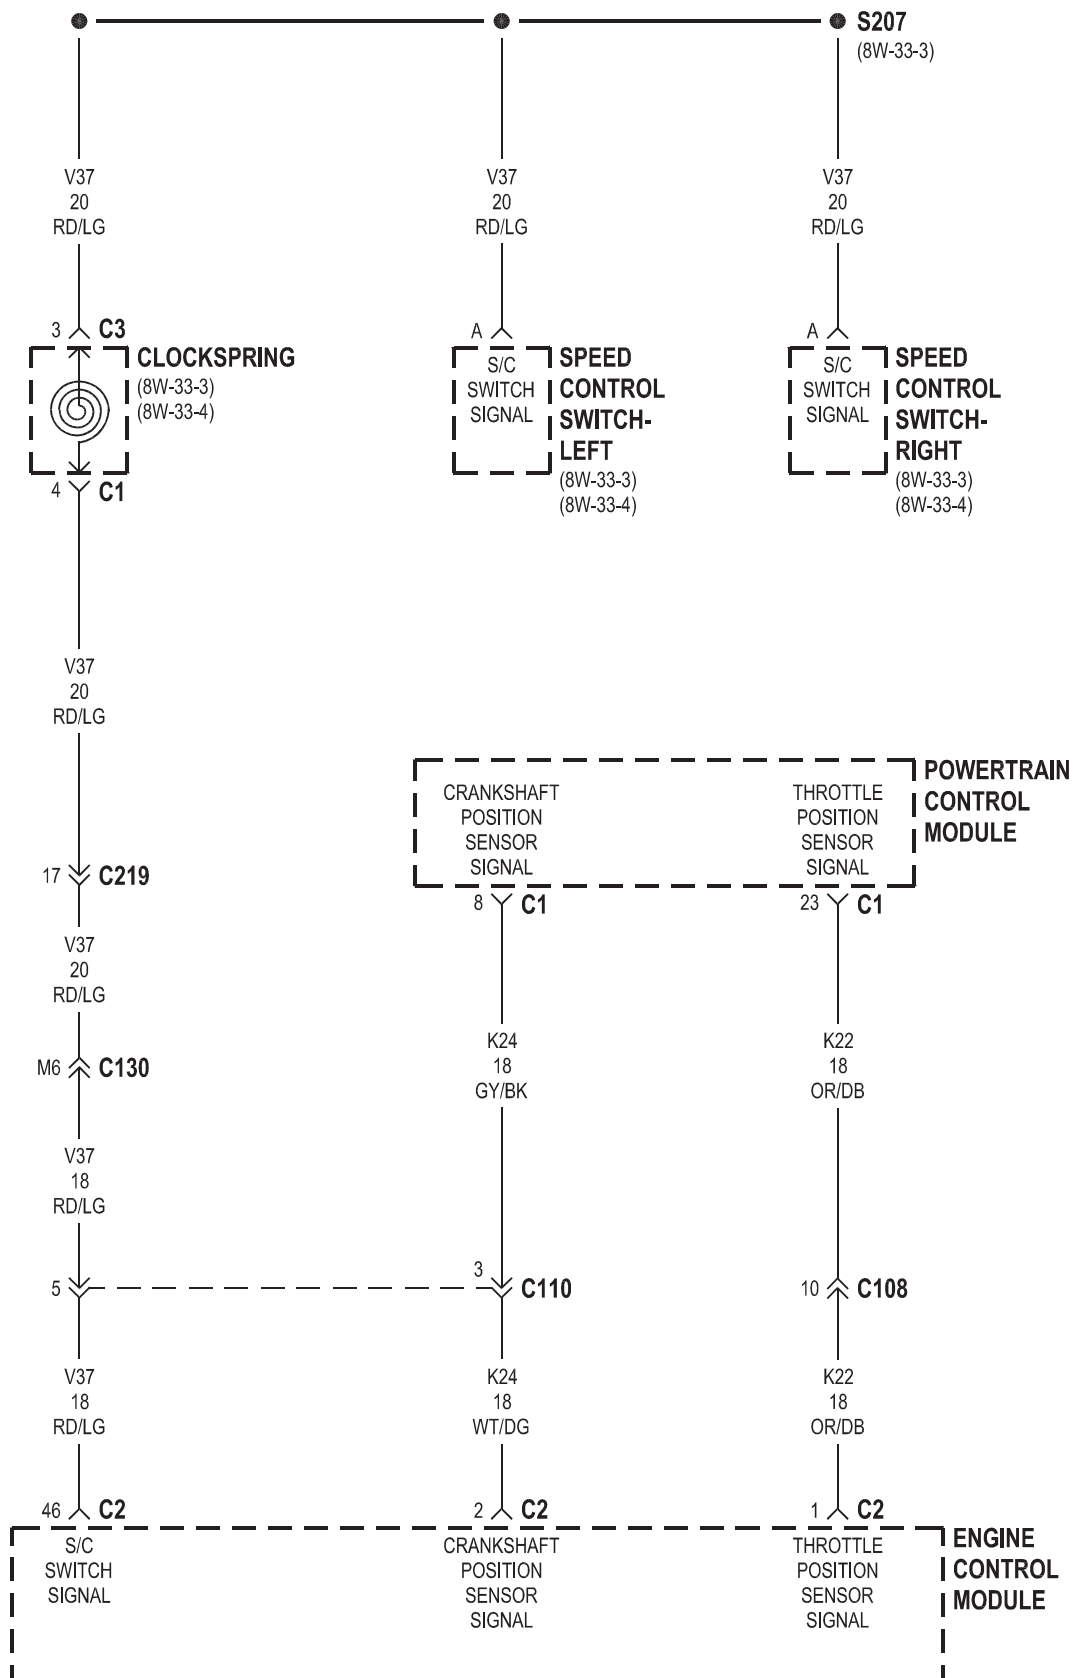 S207
(8W-33-3)
V37
20
RD/LG
V37
20
RD/LG
V37
20
RD/LG
3 C3
CLOCKSPRING
(8W-33-3)
(8W-33-4)
4 C1
A
S/C
SWITCH
SIGNAL
SPEED
CONTROL
SWITCH-
LEFT
(8W-33-3)
(8W-33-4)
A
S/C
SWITCH
SIGNAL
SPEED
CONTROL
SWITCH-
RIGHT
(8W-33-3)
(8W-33-4)
V37
20
RD/LG
POWERTRAIN
CONTROL
MODULE
CRANKSHAFT
POSITION
SENSOR
SIGNAL
THROTTLE
POSITION
SENSOR
SIGNAL
17 C219
8 C1
23 C1
V37
20
RD/LG
K24
18
GY/BK
K22
18
OR/DB
M6 C130
V37
18
RD/LG
5
3 C110
10 C108
V37
18
RD/LG
K24
18
WT/DG
K22
18
OR/DB
46 C2
2 C2
1 C2
S/C
SWITCH
SIGNAL
CRANKSHAFT
POSITION
SENSOR
SIGNAL
THROTTLE
POSITION
SENSOR
SIGNAL
ENGINE
CONTROL
MODULE